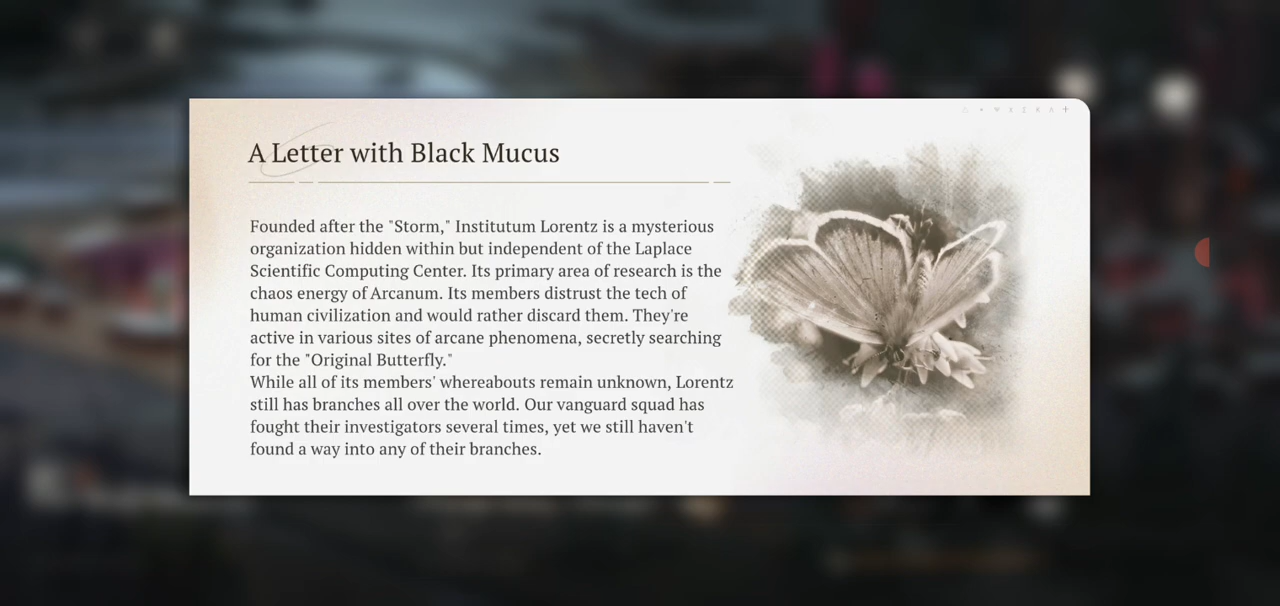 A Letter with Black Mucus
Founded after the "Storm," Institutum Lorentz is a mysterious
organization hidden within but independent of the Laplace
Scientific Computing Center. Its primary area of research is the
chaos energy of Arcanum. Its members distrust the tech of
human civilization and would rather discard them. They're
active in various sites of arcane phenomena, secretly searching
for the "Original Butterfly."
While all of its members' whereabouts remain unknown, Lorentz
still has branches all over the world. Our vanguard squad has
fought their investigators several times, yet we still haven't
found a way into any of their branches.